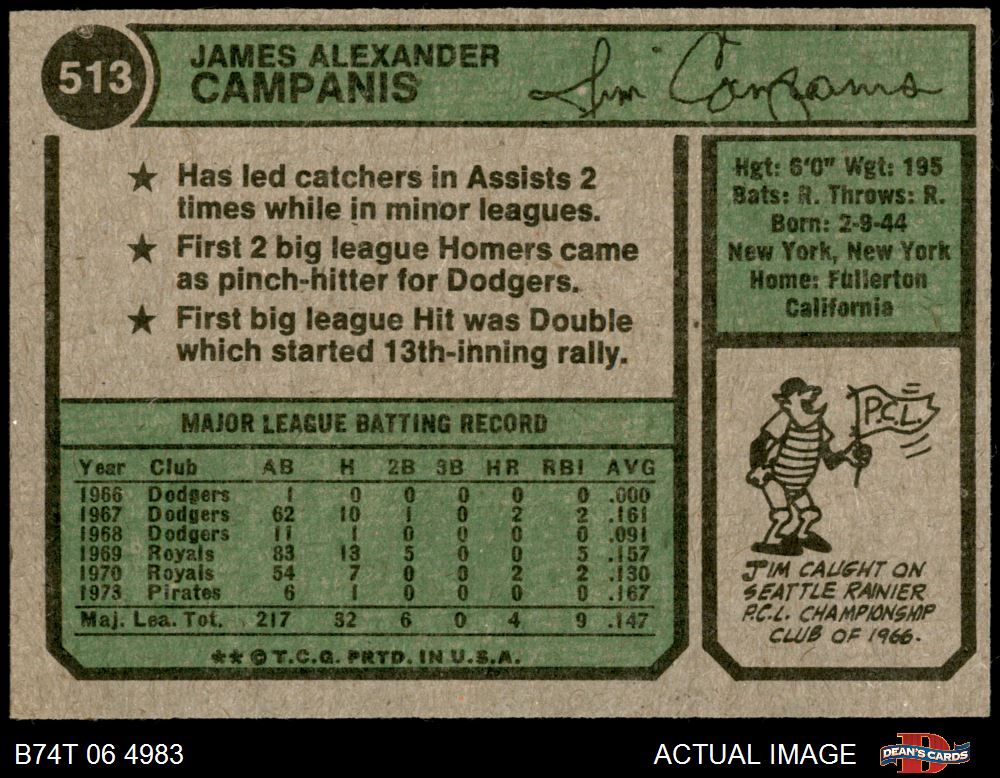 513
JAMES ALEXANDER
CAMPANIS
Jim Campanis
★ Has led catchers in Assists 2
times while in minor leagues.
★ First 2 big league Homers came
as pinch-hitter for Dodgers.
★ First big league Hit was Double
which started 13th-inning rally.
Hgt: 6'0" Wgt: 195
Bats: R. Throws: R.
Born: 2-9-44
New York, New York
Home: Fullerton
California
MAJOR LEAGUE BATTING RECORD
Year Club AB H 2B 3B HR RBI AVG
1966 Dodgers 1 0 0 0 0 0 .000
1967 Dodgers 62 10 1 0 2 2 .161
1968 Dodgers 11 1 0 0 0 0 .091
1969 Royals 83 13 5 0 0 5 .157
1970 Royals 54 7 0 0 2 2 .130
1973 Pirates 6 1 0 0 0 0 .167
Maj. Lea. Tot. 217 32 6 0 4 9 .147
★★ © T.C.G. PRTD. IN U.S.A.
P.C.L.
JIM CAUGHT ON
SEATTLE RAINIER
P.C.L. CHAMPIONSHIP
CLUB OF 1966.
B74T 06 4983
ACTUAL IMAGE
D
DEAN'S CARDS